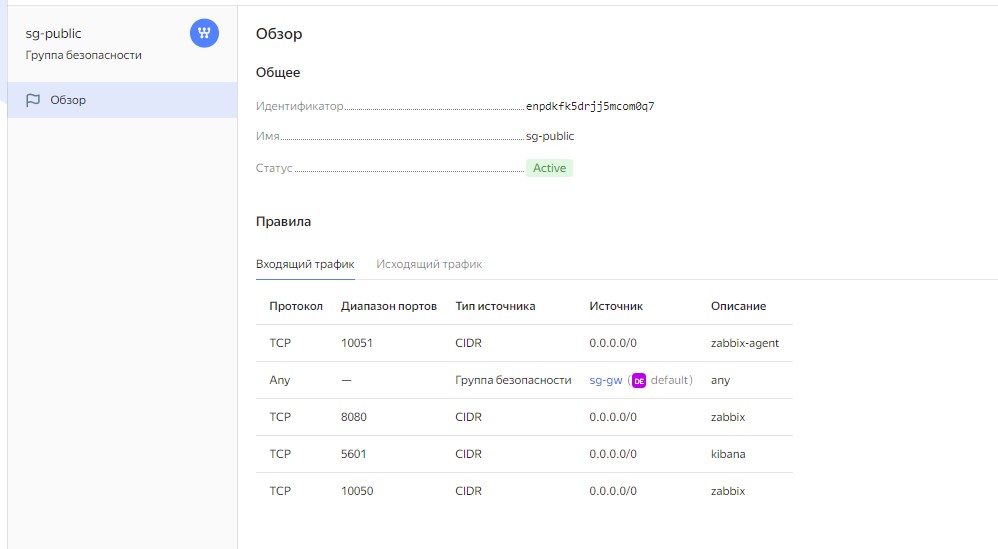 sg-public
Группа безопасности
Обзор
Обзор
Общее
Идентификатор enpdkfk5drjj5mcom0q7
Имя sg-public
Статус Active
Правила
Входящий трафик Исходящий трафик
Протокол Диапазон портов Тип источника Источник Описание
TCP 10051 CIDR 0.0.0.0/0 zabbix-agent
Any — Группа безопасности sg-gw (DE default) any
TCP 8080 CIDR 0.0.0.0/0 zabbix
TCP 5601 CIDR 0.0.0.0/0 kibana
TCP 10050 CIDR 0.0.0.0/0 zabbix